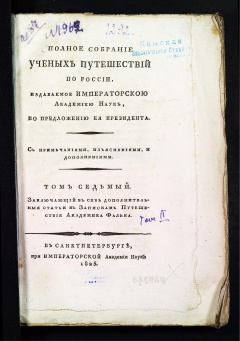 ПОЛНОЕ СОБРАНІЕ
УЧЕНЫХЪ ПУТЕШЕСТВІЙ
ПО РОССІИ,
ИЗДАВАЕМОЕ ИМПЕРАТОРСКОЮ
АКАДЕМІЕЮ НАУКЪ,
ПО ПРЕДЛОЖЕНІЮ ЕЯ ПРЕЗИДЕНТА.
СЪ ПРИМѢЧАНІЯМИ, ИЗЪЯСНЕНІЯМИ, И
ДОПОЛНЕНІЯМИ.
ТОМЪ СЕДЬМЫЙ.
ЗАКЛЮЧАЮЩІЙ ВЪ СЕБѢ ДОПОЛНИТЕЛЬ-
НЫЯ СТАТЬИ КЪ ЗАПИСКАМЪ ПУТЕШЕ-
СТВІЯ АКАДЕМИКА ФАЛЬКА.
ВЪ САНКТПЕТЕРБУРГѢ,
при ИМПЕРАТОРСКОЙ Академіи Наукъ
1825.